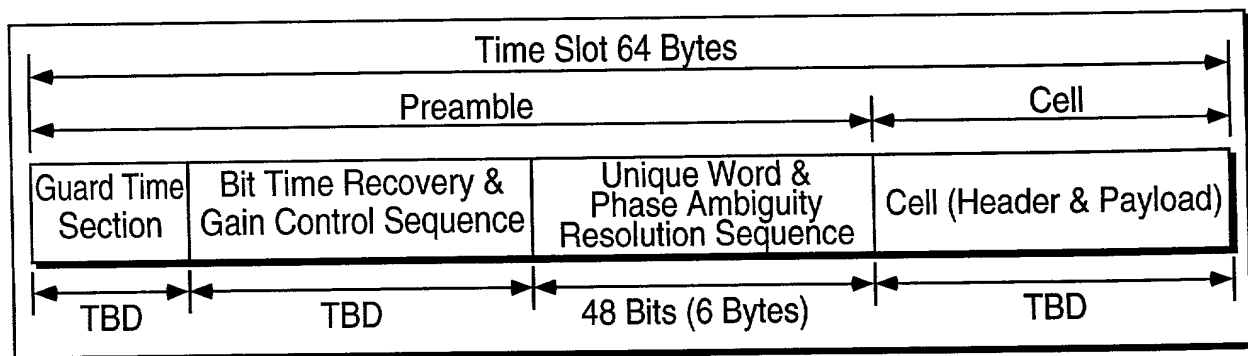 Time Slot 64 Bytes
Preamble
Cell
Guard Time
Section
Bit Time Recovery &
Gain Control Sequence
Unique Word &
Phase Ambiguity
Resolution Sequence
Cell (Header & Payload)
TBD
TBD
48 Bits (6 Bytes)
TBD